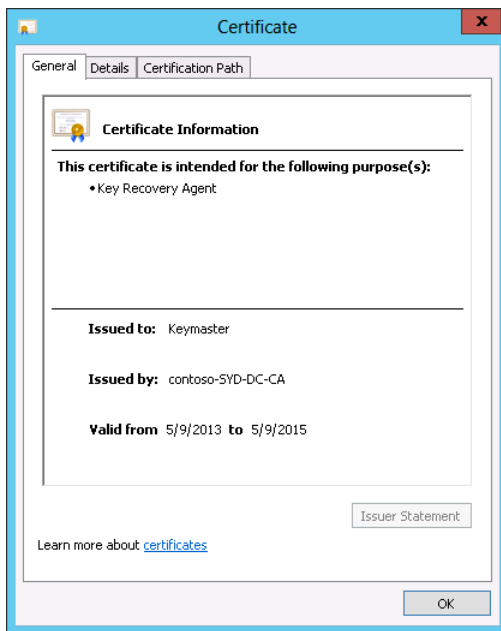 Certificate
x
General Details Certification Path
Certificate Information
This certificate is intended for the following purpose(s):
•Key Recovery Agent
Issued to: Keymaster
Issued by: contoso-SYD-DC-CA
Valid from 5/9/2013 to 5/9/2015
Issuer Statement
Learn more about certificates
OK